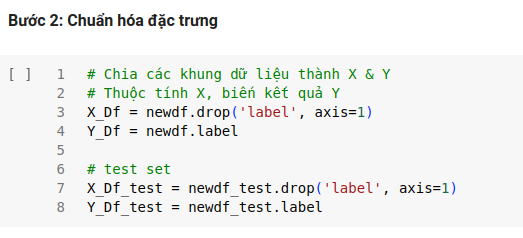 Bước 2: Chuẩn hóa đặc trưng
[ ] 1 # Chia các khung dữ liệu thành X & Y
2 # Thuộc tính X, biến kết quả Y
3 X_Df = newdf.drop('label', axis=1)
4 Y_Df = newdf.label
5
6 # test set
7 X_Df_test = newdf_test.drop('label', axis=1)
8 Y_Df_test = newdf_test.label